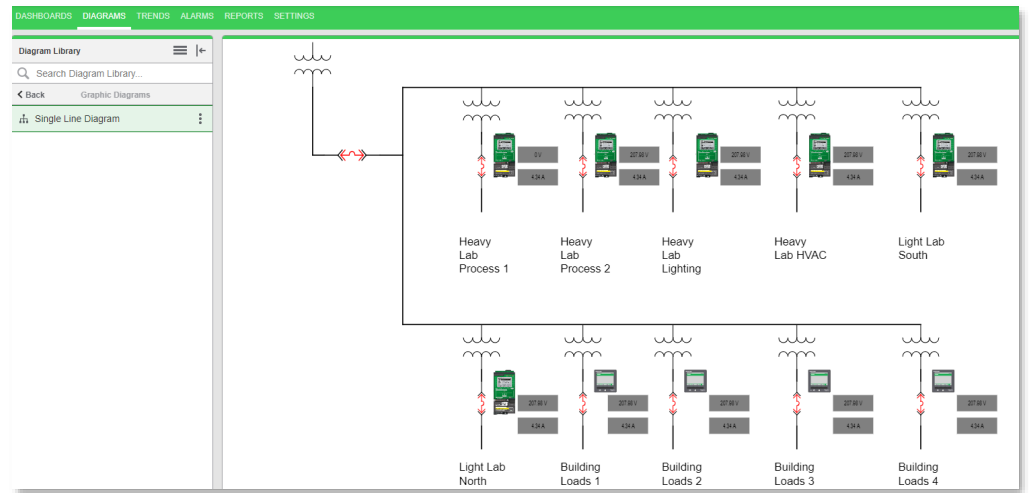 DASHBOARDS DIAGRAMS TRENDS ALARMS REPORTS SETTINGS
Diagram Library
Search Diagram Library...
Back Graphic Diagrams
Single Line Diagram
0 V 207.98 V 207.98 V 207.98 V 207.98 V
4.34 A 4.34 A 4.34 A 4.34 A 4.34 A
Heavy Heavy Heavy Heavy Light Lab
Lab Lab Lab Lab HVAC South
Process 1 Process 2 Lighting
207.98 V 207.98 V 207.98 V 207.98 V 207.98 V
4.34 A 4.34 A 4.34 A 4.34 A 4.34 A
Light Lab Building Building Building Building
North Loads 1 Loads 2 Loads 3 Loads 4